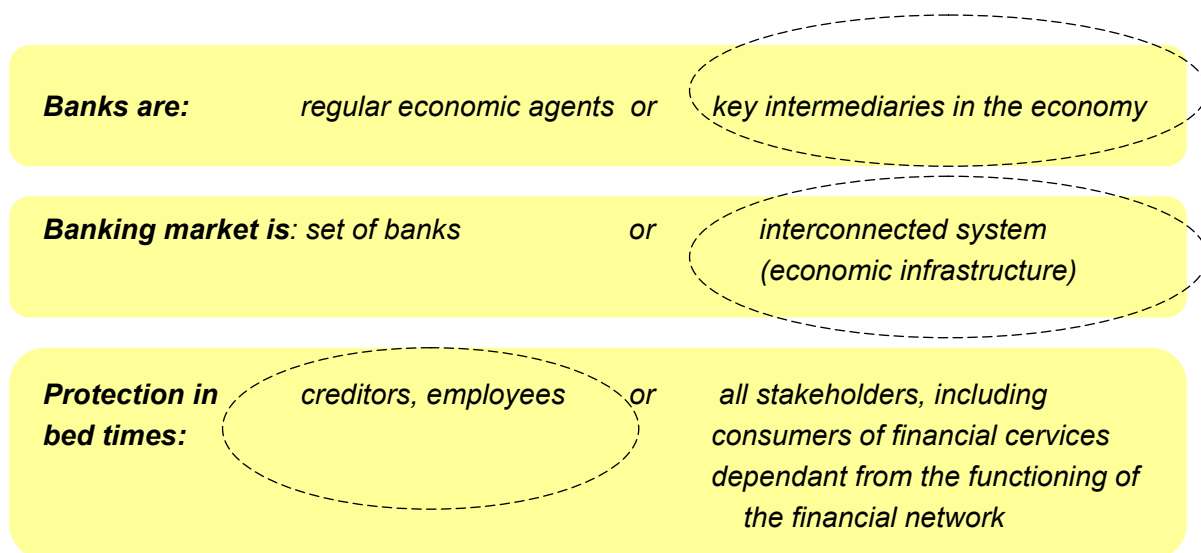 Banks are: regular economic agents or key intermediaries in the economy
Banking market is: set of banks or interconnected system
(economic infrastructure)
Protection in creditors, employees or all stakeholders, including
bed times: consumers of financial cervices
dependant from the functioning of
the financial network